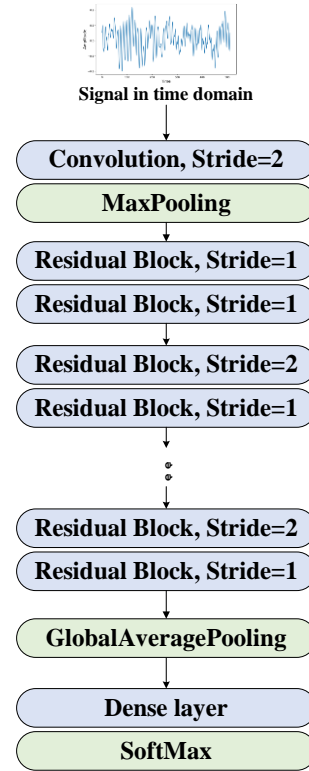 Signal in time domain
Convolution, Stride=2
MaxPooling
Residual Block, Stride=1
Residual Block, Stride=1
Residual Block, Stride=2
Residual Block, Stride=1
Residual Block, Stride=2
Residual Block, Stride=1
GlobalAveragePooling
Dense layer
SoftMax